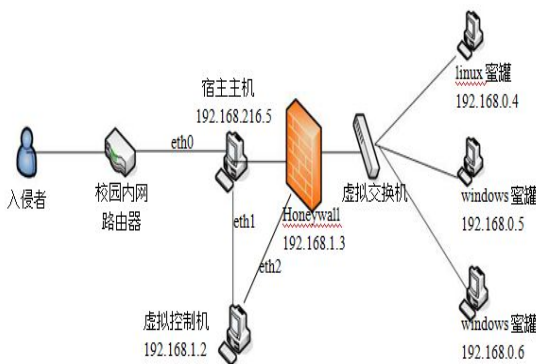 linux 蜜罐
192.168.0.4
宿主主机
192.168.216.5
eth0
入侵者
校园内网
路由器
eth1
eth2
Honeywall
192.168.1.3
虚拟交换机
windows 蜜罐
192.168.0.5
虚拟控制机
192.168.1.2
windows 蜜罐
192.168.0.6